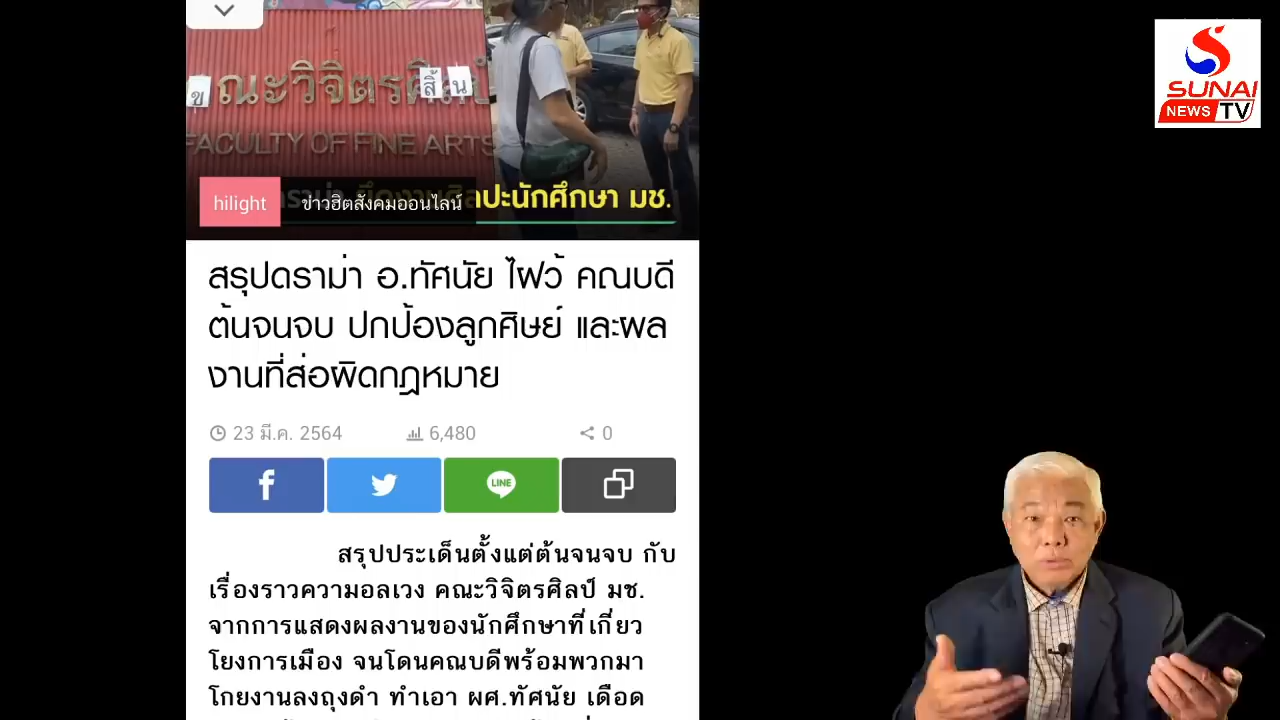 ข ณะวิจิตรศิลป์
สิ้ น
FACULTY OF FINE ARTS
ปะนักศึกษา มช.
hilight
ข่าวฮิตสังคมออนไลน์
SUNAI
NEWS TV
สรุปดราม่า อ.ทัศนัย ไฝว้ คณบดี
ต้นจนจบ ปกป้องลูกศิษย์ และผล
งานที่ส่อผิดกฎหมาย
23 มี.ค. 2564 6,480 0
f LINE
สรุปประเด็นตั้งแต่ต้นจนจบ กับ
เรื่องราวความอลเวง คณะวิจิตรศิลป์ มช.
จากการแสดงผลงานของนักศึกษาที่เกี่ยว
โยงการเมือง จนโดนคณบดีพร้อมพวกมา
โกยงานลงถุงดำ ทำเอา ผศ.ทัศนัย เดือด